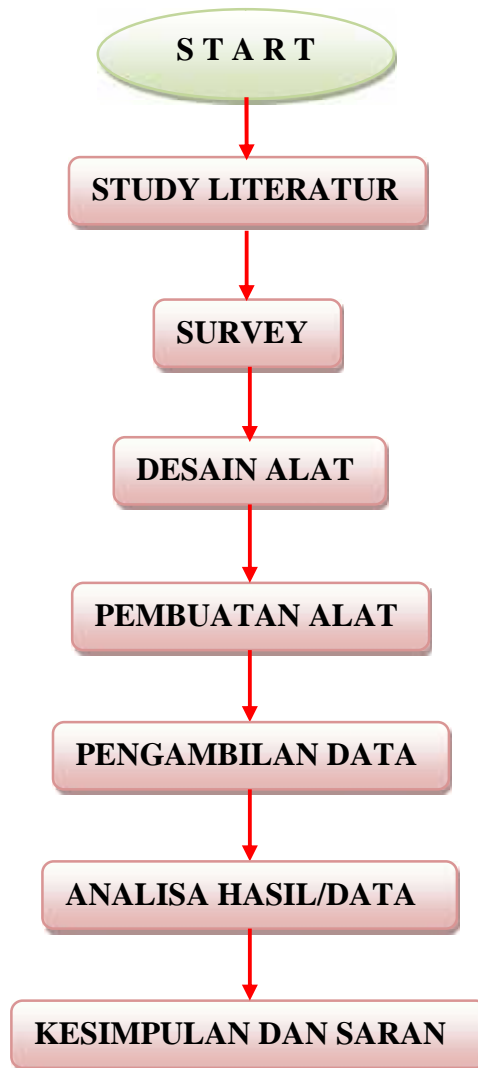 S T A R T
STUDY LITERATUR
SURVEY
DESAIN ALAT
PEMBUATAN ALAT
PENGAMBILAN DATA
ANALISA HASIL/DATA
KESIMPULAN DAN SARAN